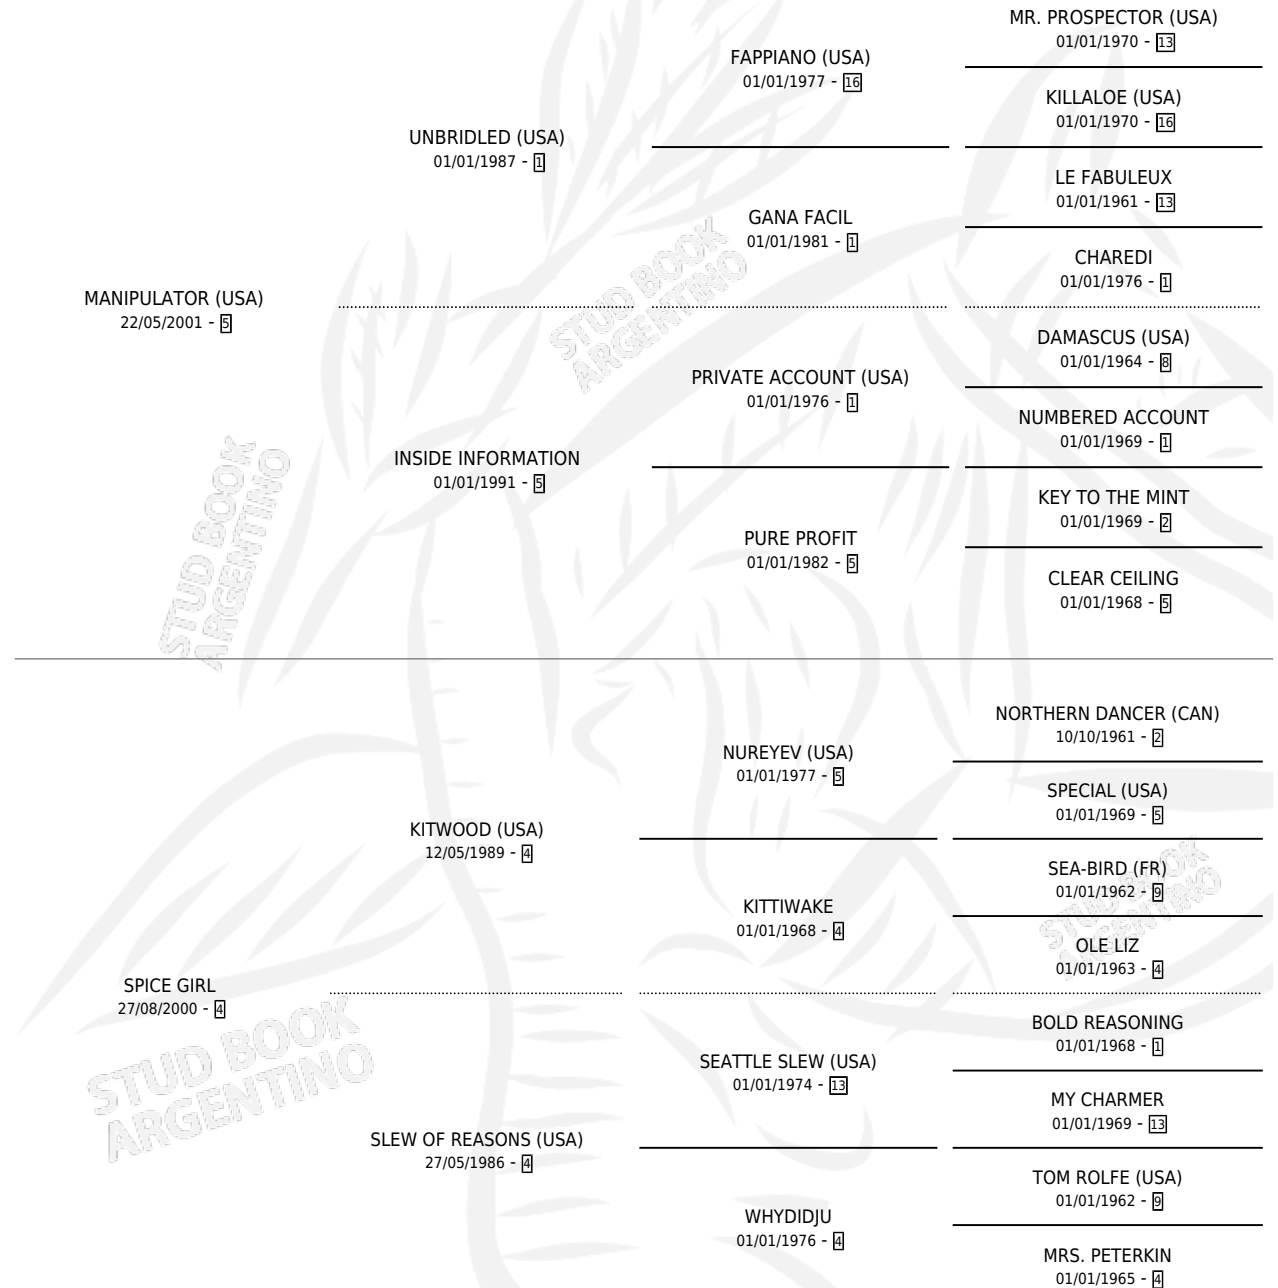 MR. PROSPECTOR (USA)
01/01/1970 - 13
FAPPIANO (USA)
01/01/1977 - 16
KILLALOE (USA)
01/01/1970 - 16
UNBRIDLED (USA)
01/01/1987 - 1
LE FABULEUX
01/01/1961 - 13
GANA FACIL
01/01/1981 - 1
CHAREDI
01/01/1976 - 1
MANIPULATOR (USA)
22/05/2001 - 5
DAMASCUS (USA)
01/01/1964 - 8
PRIVATE ACCOUNT (USA)
01/01/1976 - 1
NUMBERED ACCOUNT
01/01/1969 - 1
INSIDE INFORMATION
01/01/1991 - 5
KEY TO THE MINT
01/01/1969 - 2
PURE PROFIT
01/01/1982 - 5
CLEAR CEILING
01/01/1968 - 5
NORTHERN DANCER (CAN)
10/10/1961 - 2
NUREYEV (USA)
01/01/1977 - 5
SPECIAL (USA)
01/01/1969 - 5
KITWOOD (USA)
12/05/1989 - 4
SEA-BIRD (FR)
01/01/1962 - 9
KITTIWAKE
01/01/1968 - 4
OLE LIZ
01/01/1963 - 4
SPICE GIRL
27/08/2000 - 4
BOLD REASONING
01/01/1968 - 1
SEATTLE SLEW (USA)
01/01/1974 - 13
MY CHARMER
01/01/1969 - 13
SLEW OF REASONS (USA)
27/05/1986 - 4
TOM ROLFE (USA)
01/01/1962 - 9
WHYDIDJU
01/01/1976 - 4
MRS. PETERKIN
01/01/1965 - 4
STUD BOOK
ARGENTINO
STUD BOOK
ARGENTINO
STUD BOOK
ARGENTINO
STUD BOOK
ARGENTINO